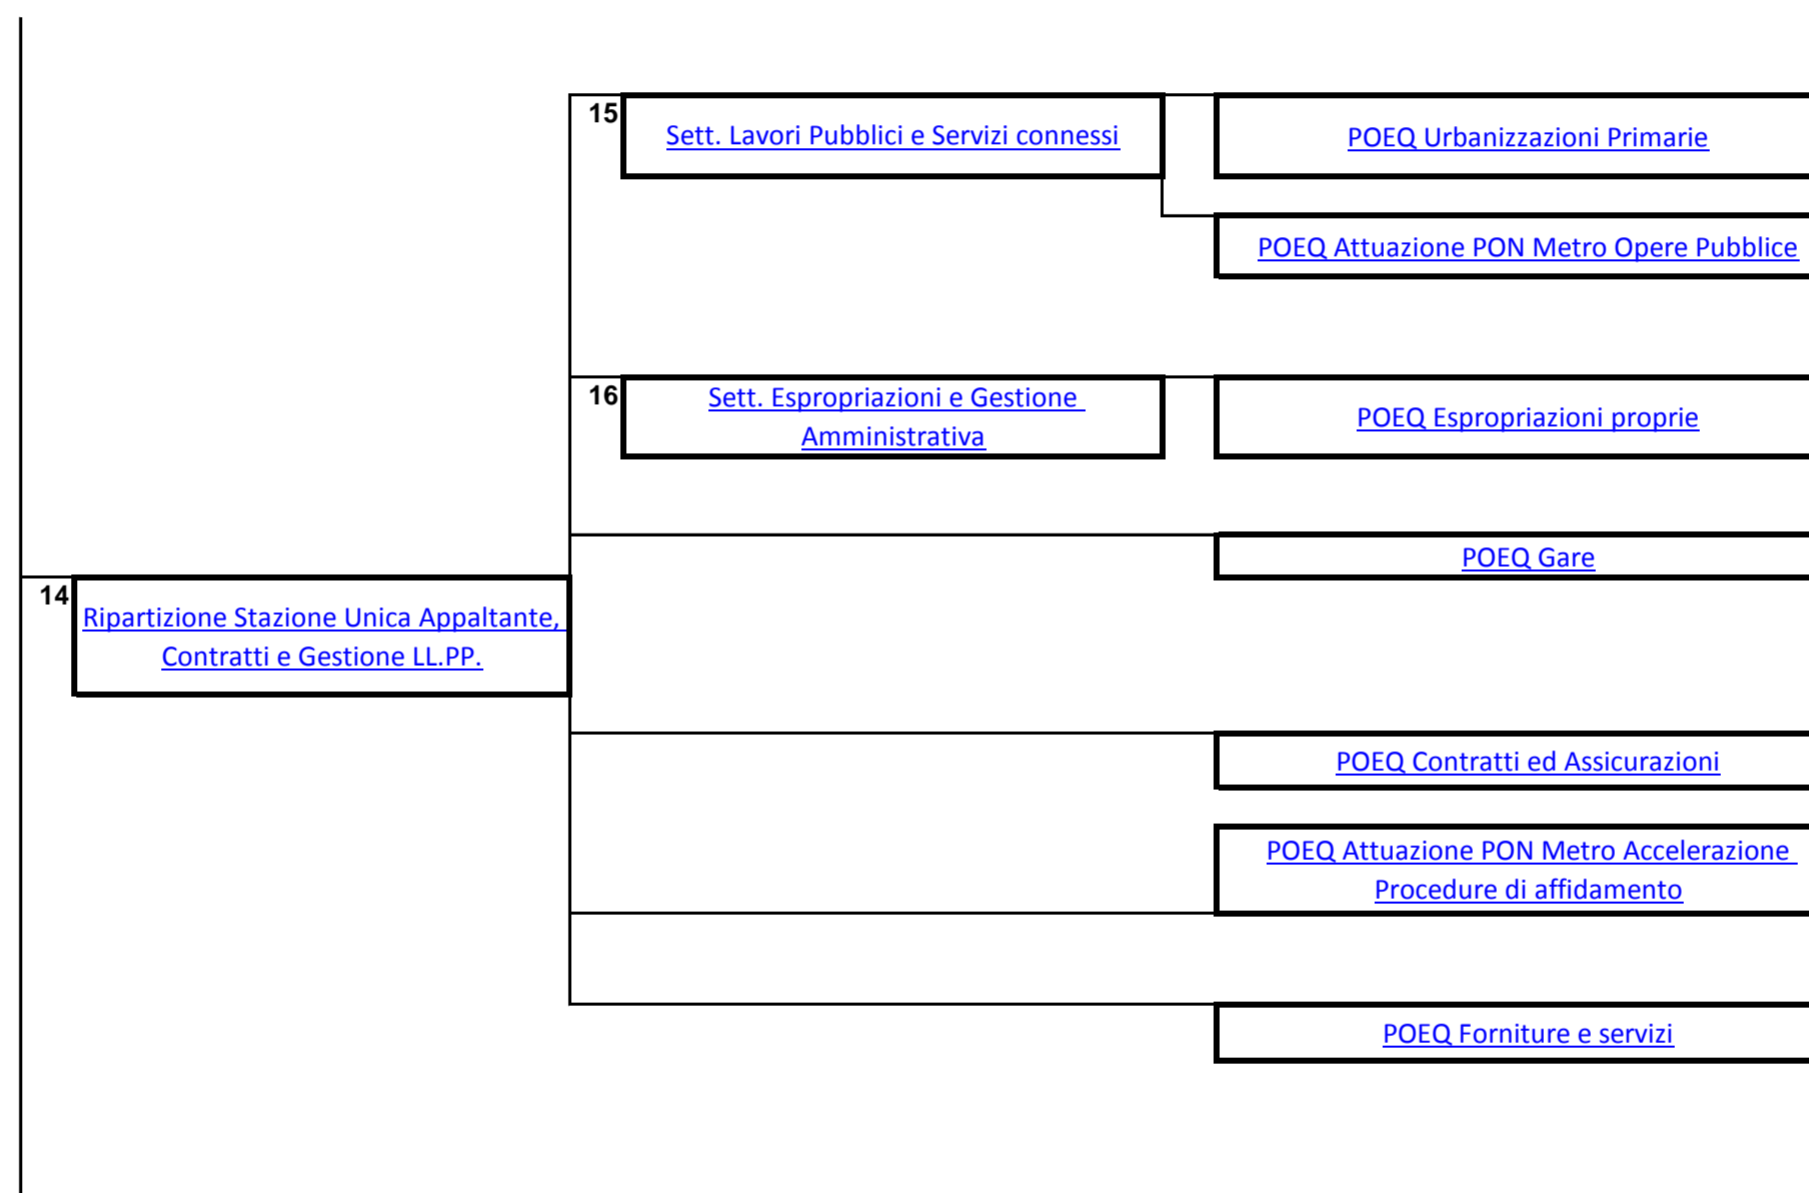 15
Sett. Lavori Pubblici e Servizi connessi
POEQ Urbanizzazioni Primarie
POEQ Attuazione PON Metro Opere Pubblice
16
Sett. Espropriazioni e Gestione
Amministrativa
POEQ Espropriazioni proprie
POEQ Gare
14
Ripartizione Stazione Unica Appaltante,
Contratti e Gestione LL.PP.
POEQ Contratti ed Assicurazioni
POEQ Attuazione PON Metro Accelerazione
Procedure di affidamento
POEQ Forniture e servizi